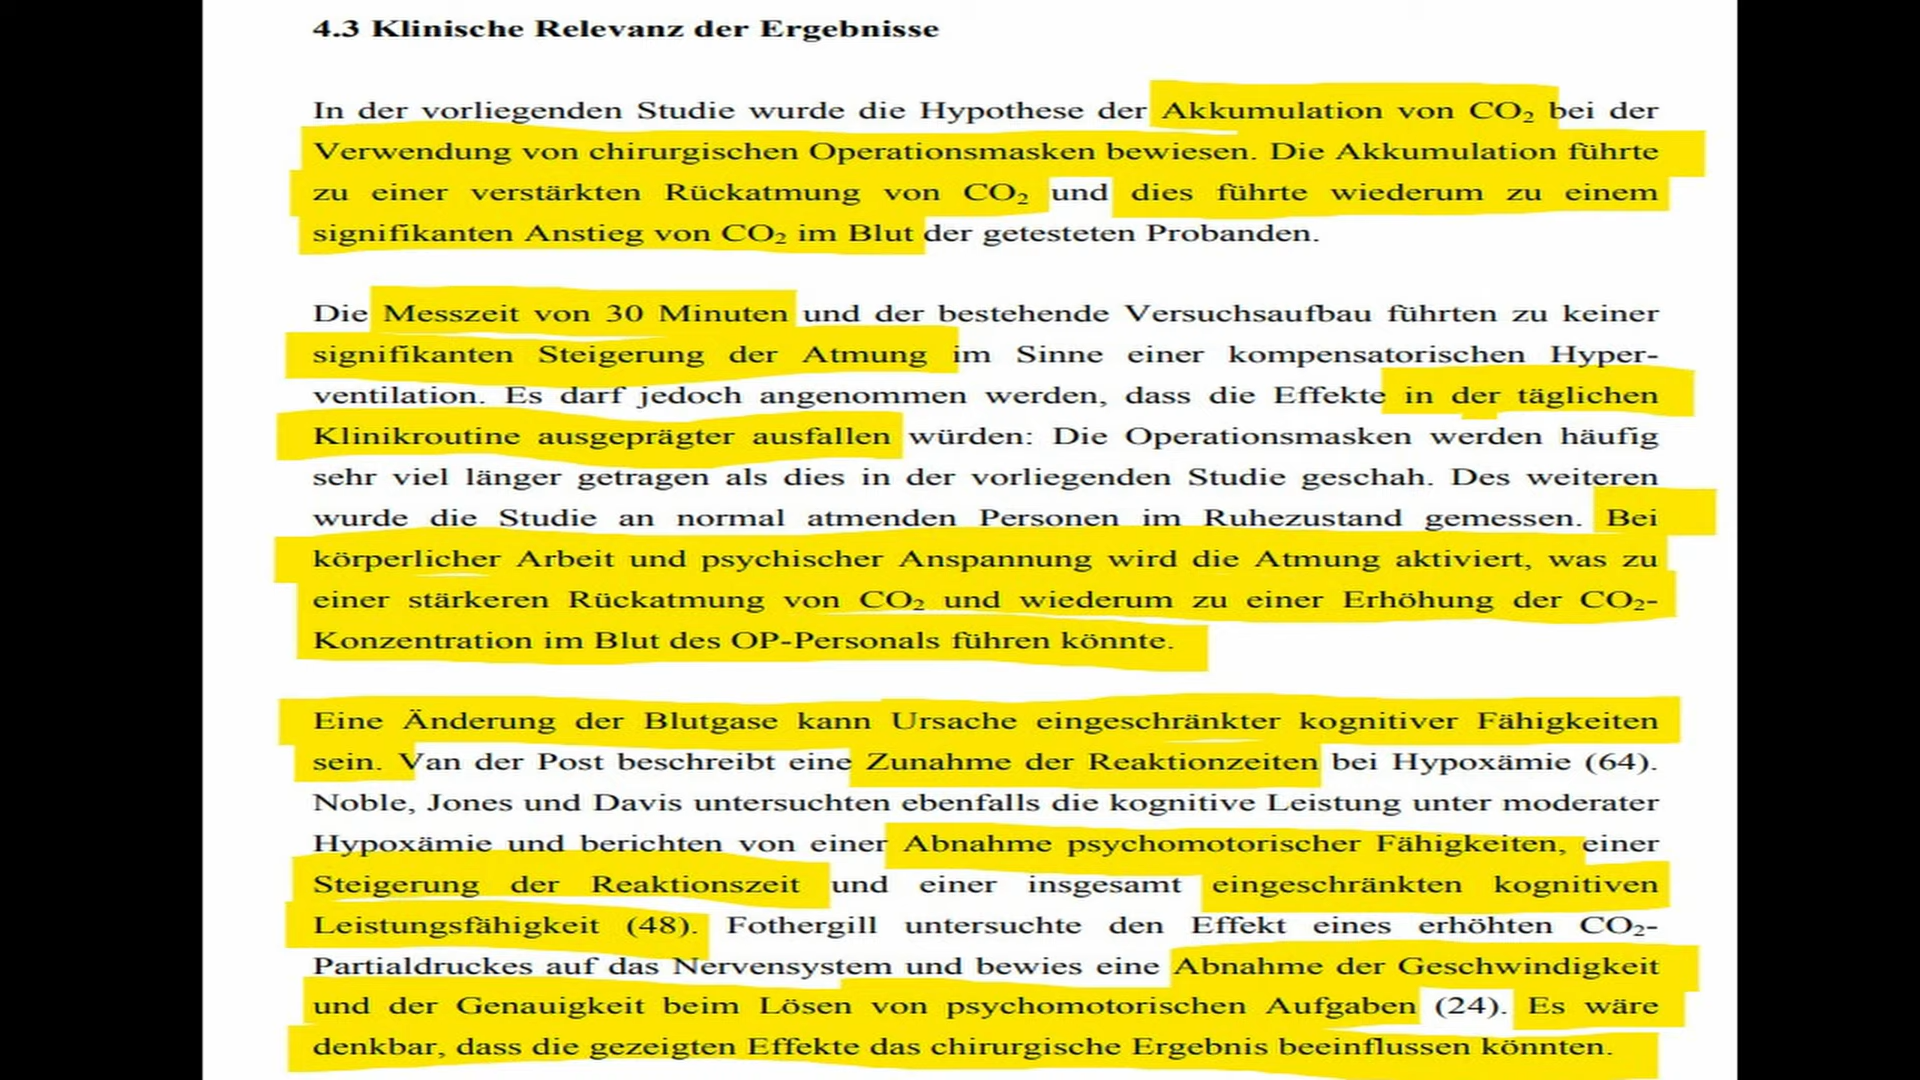 4.3 Klinische Relevanz der Ergebnisse
In der vorliegenden Studie wurde die Hypothese der Akkumulation von CO₂ bei der
Verwendung von chirurgischen Operationsmasken bewiesen. Die Akkumulation führte
zu einer verstärkten Rückatmung von CO₂ und dies führte wiederum zu einem
signifikanten Anstieg von CO₂ im Blut der getesteten Probanden.
Die Messzeit von 30 Minuten und der bestehende Versuchsaufbau führten zu keiner
signifikanten Steigerung der Atmung im Sinne einer kompensatorischen Hyper-
ventilation. Es darf jedoch angenommen werden, dass die Effekte in der täglichen
Klinikroutine ausgeprägter ausfallen würden: Die Operationsmasken werden häufig
sehr viel länger getragen als dies in der vorliegenden Studie geschah. Des weiteren
wurde die Studie an normal atmenden Personen im Ruhezustand gemessen. Bei
körperlicher Arbeit und psychischer Anspannung wird die Atmung aktiviert, was zu
einer stärkeren Rückatmung von CO₂ und wiederum zu einer Erhöhung der CO₂-
Konzentration im Blut des OP-Personals führen könnte.
Eine Änderung der Blutgase kann Ursache eingeschränkter kognitiver Fähigkeiten
sein. Van der Post beschreibt eine Zunahme der Reaktionzeiten bei Hypoxämie (64).
Noble, Jones und Davis untersuchten ebenfalls die kognitive Leistung unter moderater
Hypoxämie und berichten von einer Abnahme psychomotorischer Fähigkeiten, einer
Steigerung der Reaktionszeit und einer insgesamt eingeschränkten kognitiven
Leistungsfähigkeit (48). Fothergill untersuchte den Effekt eines erhöhten CO₂-
Partialdruckes auf das Nervensystem und bewies eine Abnahme der Geschwindigkeit
und der Genauigkeit beim Lösen von psychomotorischen Aufgaben (24). Es wäre
denkbar, dass die gezeigten Effekte das chirurgische Ergebnis beeinflussen könnten.